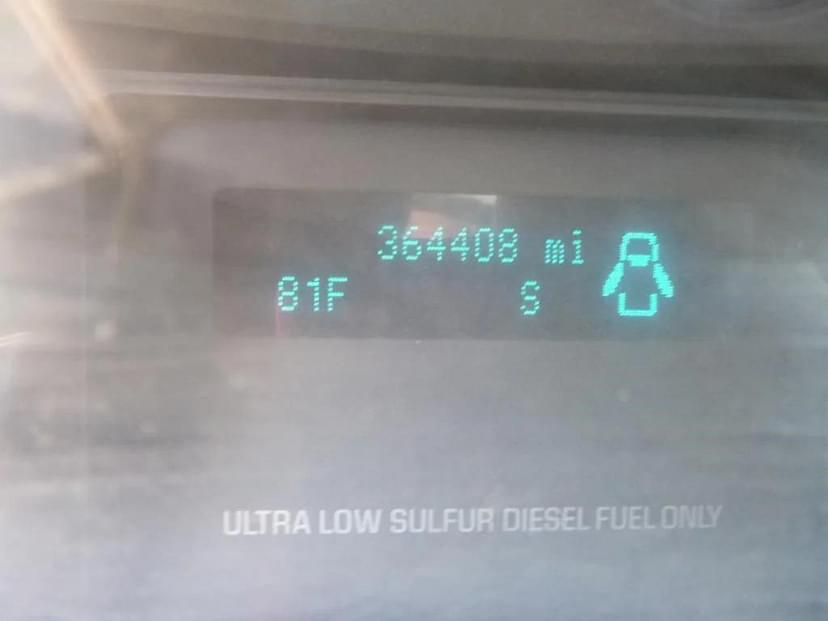 364408 mi
81F S
ULTRA LOW SULFUR DIESEL FUEL ONLY